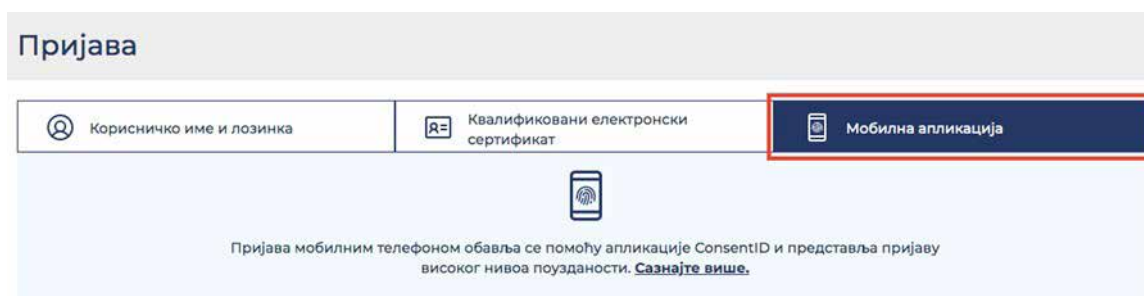 Пријава
Корисничко име и лозинка
Квалификовани електронски
сертификат
Мобилна апликација
Пријава мобилним телефоном обавља се помоћу апликације ConsentID и представља пријаву
високог нивоа поузданости. Сазнајте више.